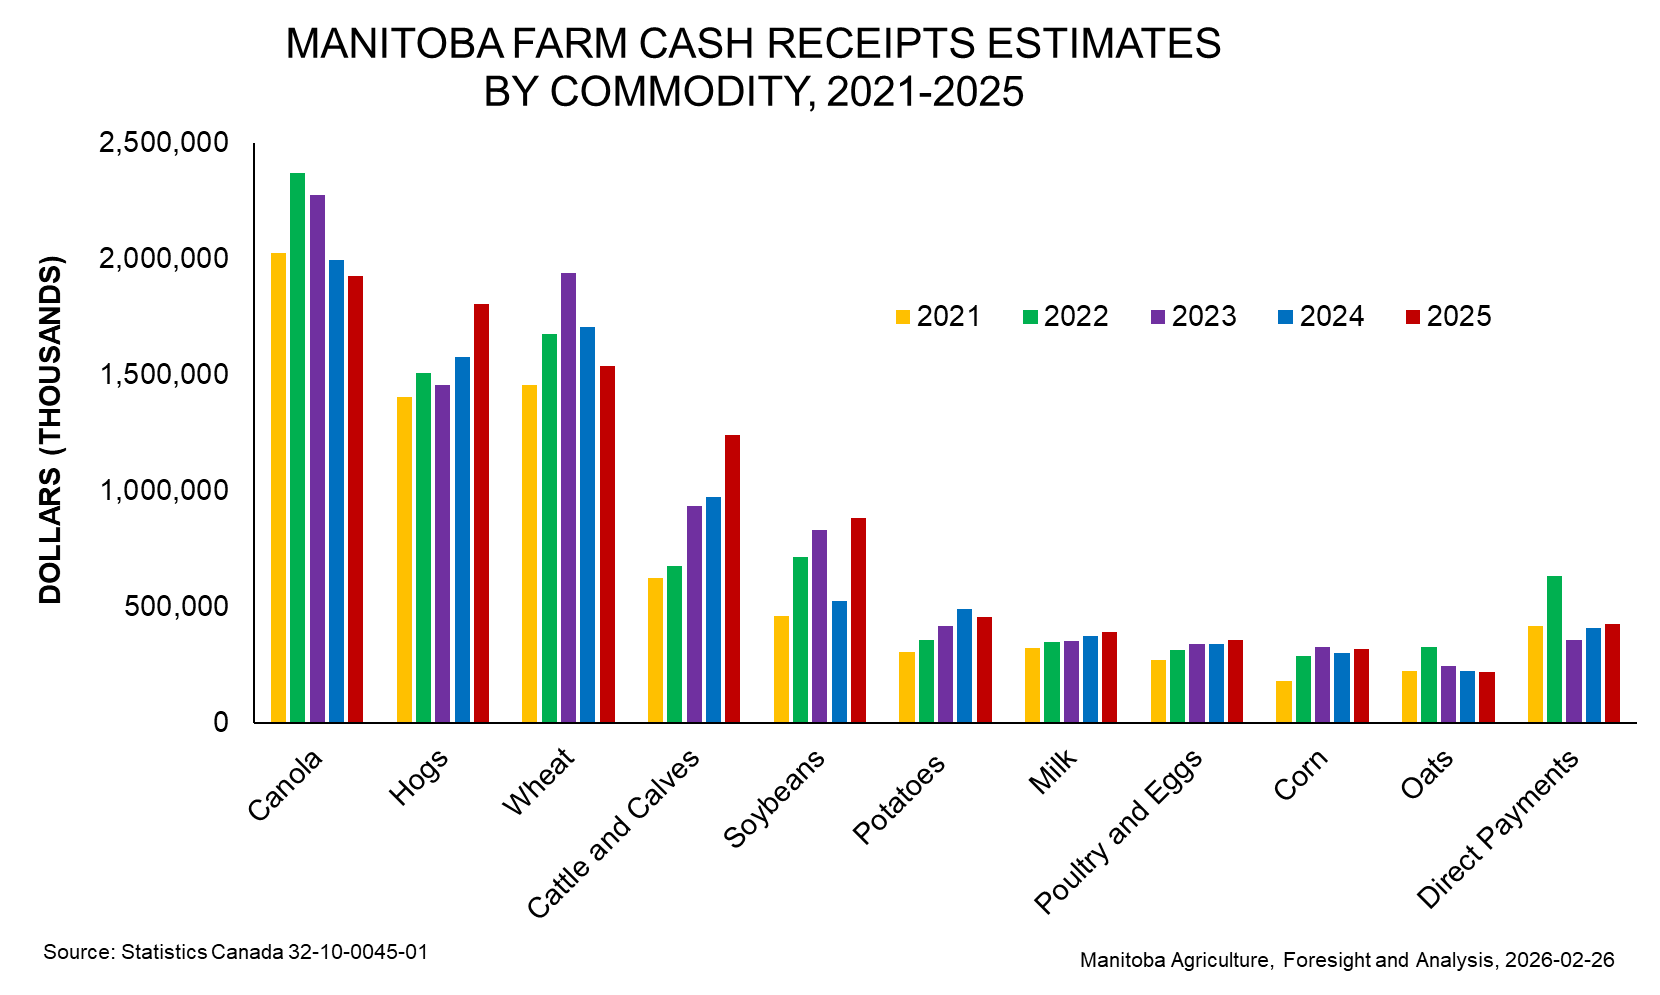 MANITOBA FARM CASH RECEIPTS ESTIMATES
BY COMMODITY, 2021-2025
DOLLARS (THOUSANDS)
2,500,000
2,000,000
1,500,000
1,000,000
500,000
0
2021 2022 2023 2024 2025
Canola
Hogs
Wheat
Cattle and Calves
Soybeans
Potatoes
Milk
Poultry and Eggs
Corn
Oats
Direct Payments
Source: Statistics Canada 32-10-0045-01
Manitoba Agriculture, Foresight and Analysis, 2026-02-26